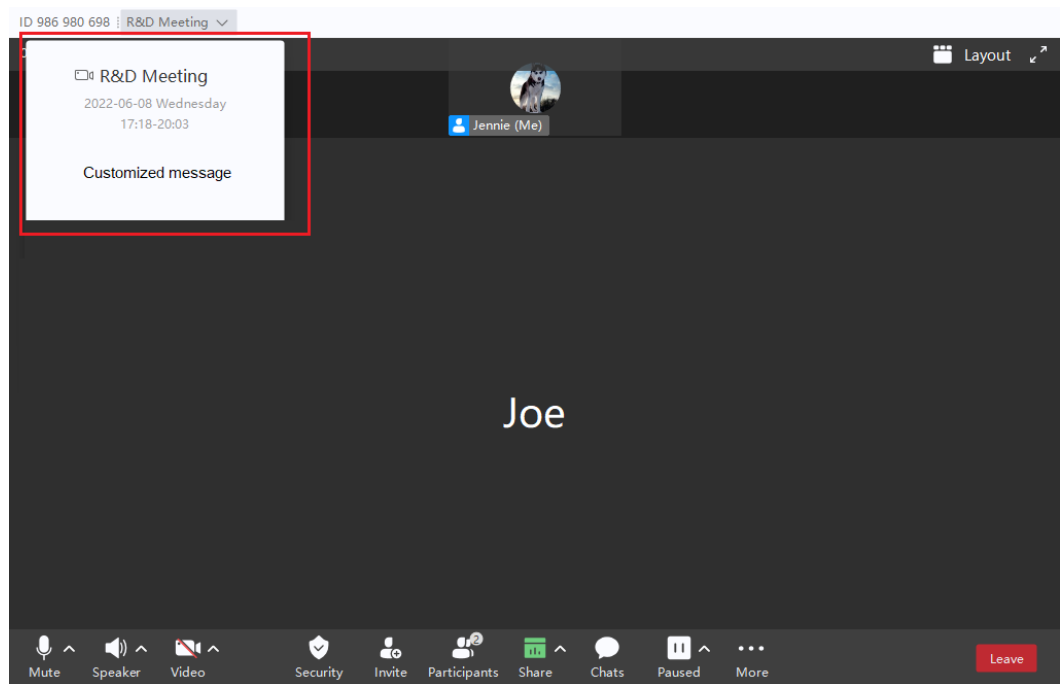 ID 986 980 698 R&D Meeting
Layout
R&D Meeting
2022-06-08 Wednesday
17:18-20:03
Customized message
Jennie (Me)
Joe
2
Mute Speaker Video Security Invite Participants Share Chats Paused More Leave